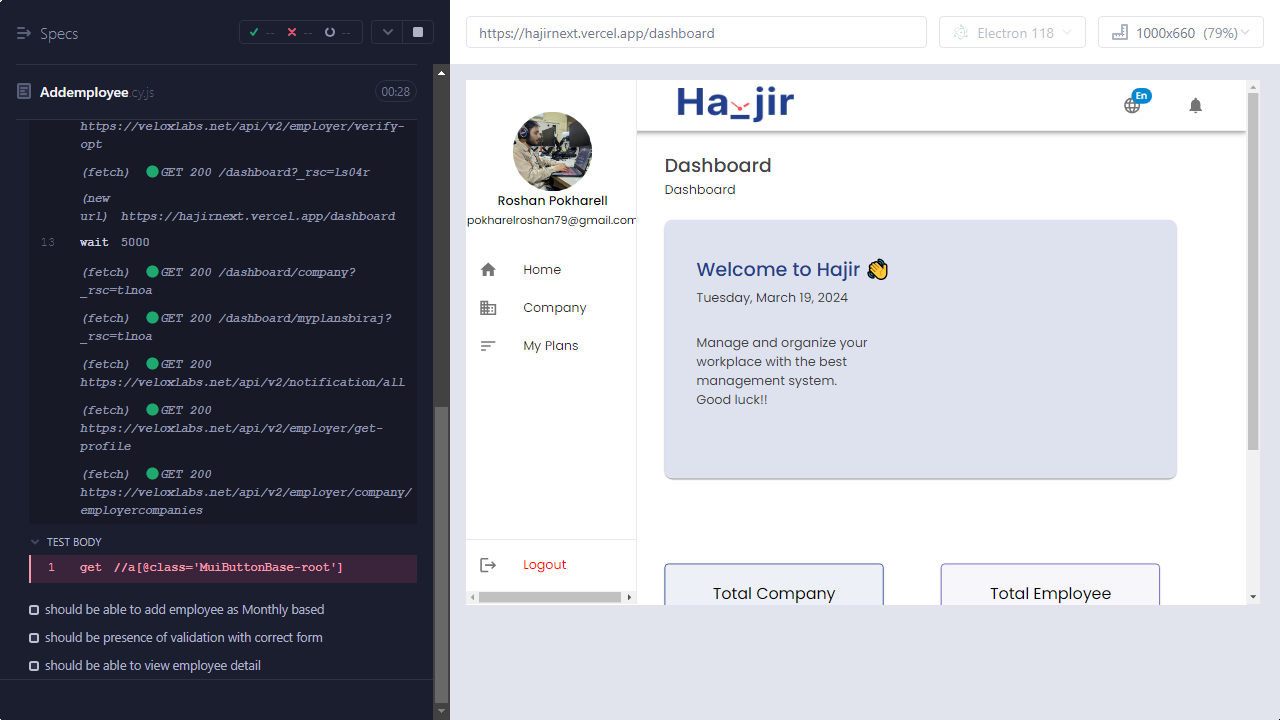 Specs
-- -- --
Addemployee.cy.js 00:28
https://veloxlabs.net/api/v2/employer/verify-
opt
(fetch) GET 200 /dashboard?_rsc=ls04r
(new
url) https://hajirnext.vercel.app/dashboard
13 wait 5000
(fetch) GET 200 /dashboard/company?
_rsc=tlnoa
(fetch) GET 200 /dashboard/myplansbiraj?
_rsc=tlnoa
(fetch) GET 200
https://veloxlabs.net/api/v2/notification/all
(fetch) GET 200
https://veloxlabs.net/api/v2/employer/get-
profile
(fetch) GET 200
https://veloxlabs.net/api/v2/employer/company/
employercompanies
TEST BODY
1 get //a[@class='MuiButtonBase-root']
should be able to add employee as Monthly based
should be presence of validation with correct form
should be able to view employee detail
https://hajirnext.vercel.app/dashboard
Electron 118
1000x660 (79%)
Roshan Pokharell
pokharelroshan79@gmail.com
Home
Company
My Plans
Logout
Hajir
En
Dashboard
Dashboard
Welcome to Hajir 👏
Tuesday, March 19, 2024
Manage and organize your
workplace with the best
management system.
Good luck!!
Total Company
Total Employee